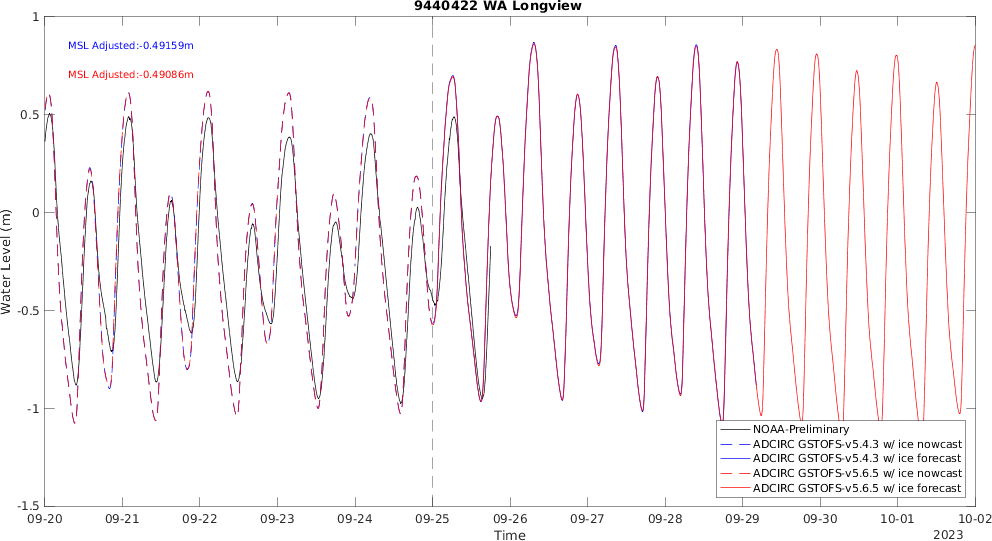 9440422 WA Longview
MSL Adjusted:-0.49159m
MSL Adjusted:-0.49086m
Water Level (m)
1
0.5
0
-0.5
-1
-1.5
NOAA-Preliminary
ADCIRC GSTOFS-v5.4.3 w/ ice nowcast
ADCIRC GSTOFS-v5.4.3 w/ ice forecast
ADCIRC GSTOFS-v5.6.5 w/ ice nowcast
ADCIRC GSTOFS-v5.6.5 w/ ice forecast
09-20 09-21 09-22 09-23 09-24 09-25 09-26 09-27 09-28 09-29 09-30 10-01 10-02
Time
2023